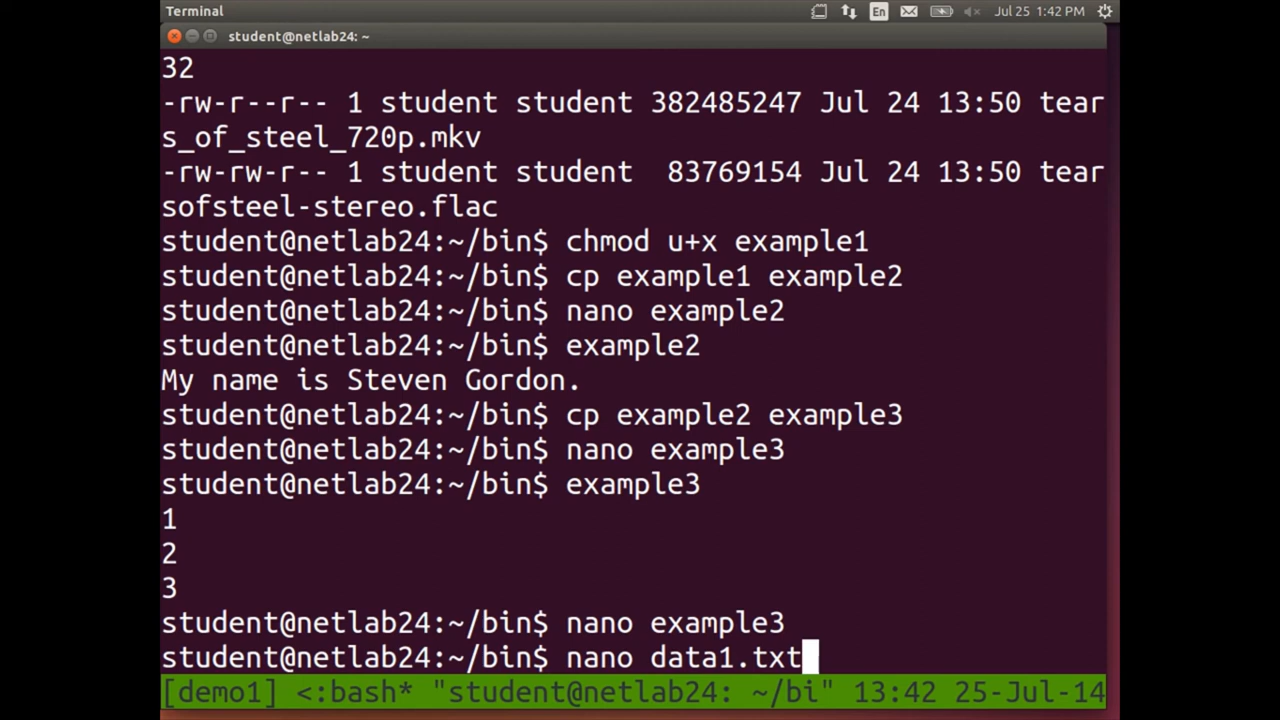 Terminal
En
Jul 25 1:42 PM
student@netlab24: ~
32
-rw-r--r-- 1 student student 382485247 Jul 24 13:50 tear
s_of_steel_720p.mkv
-rw-rw-r-- 1 student student  83769154 Jul 24 13:50 tear
sofsteel-stereo.flac
student@netlab24:~/bin$ chmod u+x example1
student@netlab24:~/bin$ cp example1 example2
student@netlab24:~/bin$ nano example2
student@netlab24:~/bin$ example2
My name is Steven Gordon.
student@netlab24:~/bin$ cp example2 example3
student@netlab24:~/bin$ nano example3
student@netlab24:~/bin$ example3
1
2
3
student@netlab24:~/bin$ nano example3
student@netlab24:~/bin$ nano data1.txt
[demo1] <:bash* "student@netlab24: ~/bi" 13:42 25-Jul-14